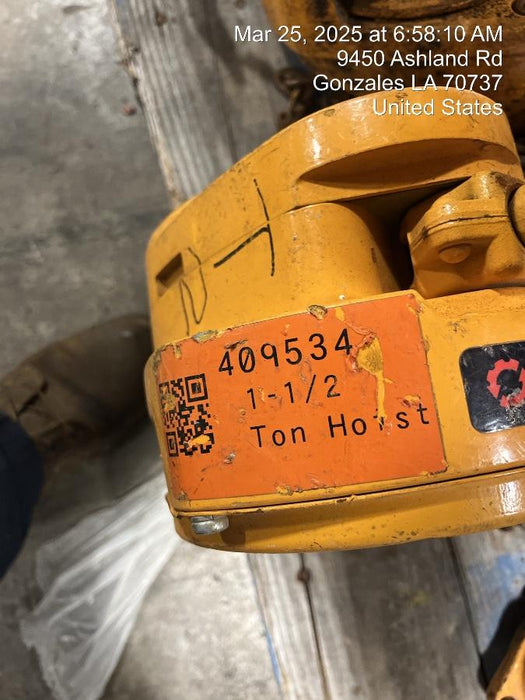 Mar 25, 2025 at 6:58:10 AM
9450 Ashland Rd
Gonzales LA 70737
United States
409534
1-1/2
Ton Hoist